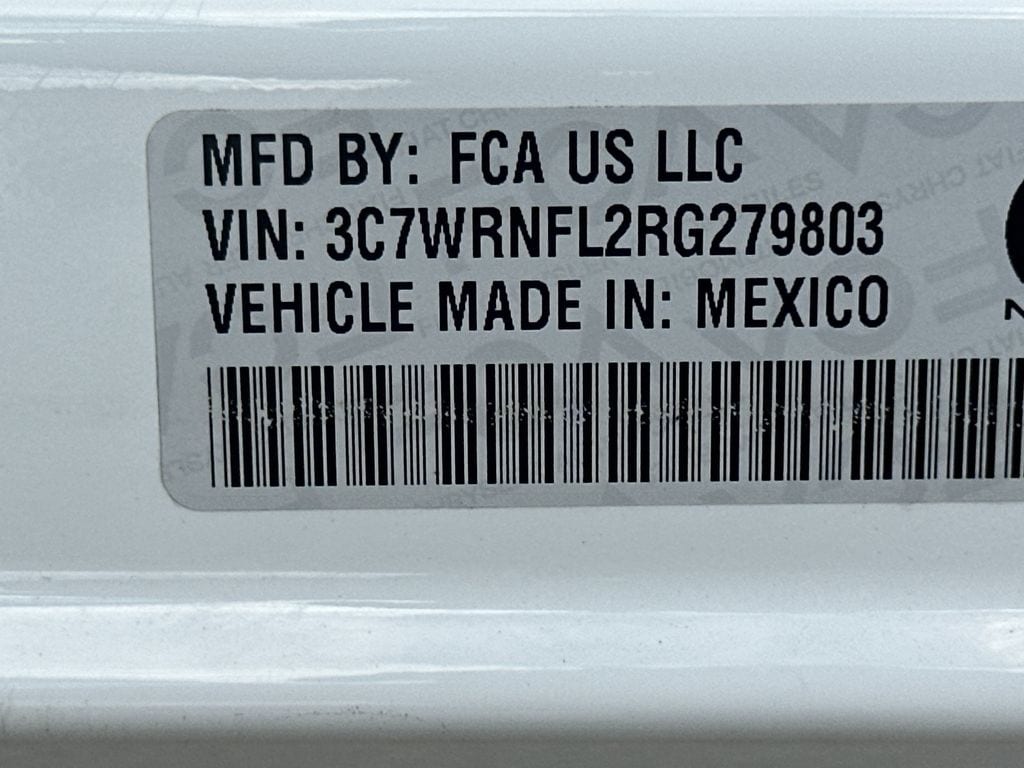 MFD BY: FCA US LLC
VIN: 3C7WRNFL2RG279803
VEHICLE MADE IN: MEXICO